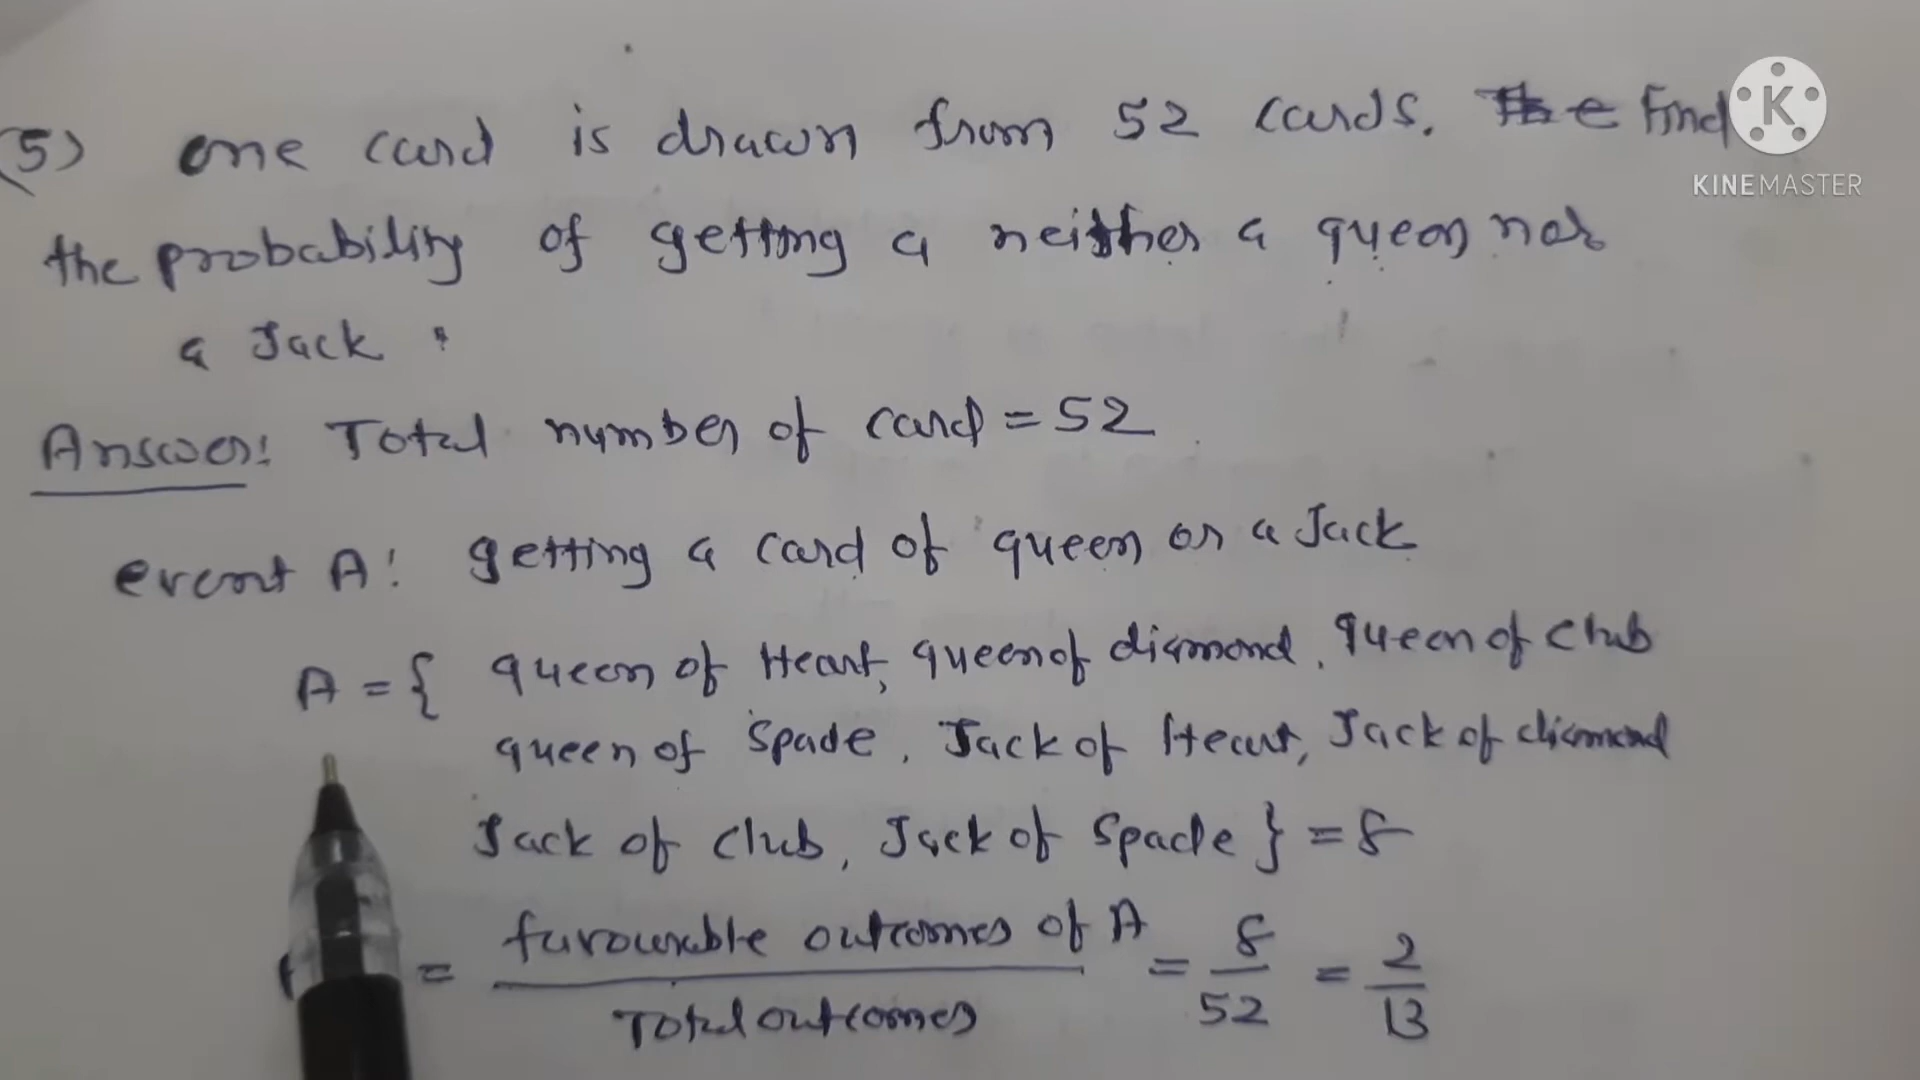 (5) one card is drawn from 52 cards. The Find
the probability of getting a neither a queen nor
a Jack.
Answer: Total number of card = 52
event A: getting a card of queen or a Jack
A = { queen of Heart, queen of diamond, queen of club
queen of spade, Jack of Heart, Jack of diamond
Jack of club, Jack of spade } = 8
= favourable outcomes of A / Total outcomes = 8/52 = 2/13
K
KINEMASTER